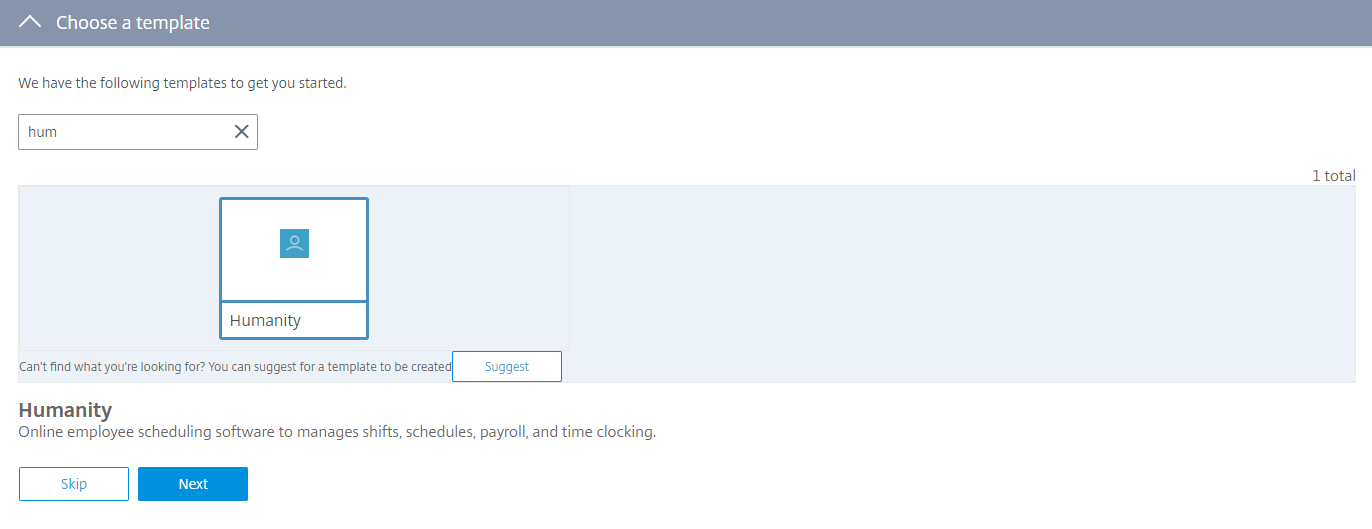 Choose a template
We have the following templates to get you started.
hum
1 total
Humanity
Can't find what you're looking for? You can suggest for a template to be created
Suggest
Humanity
Online employee scheduling software to manages shifts, schedules, payroll, and time clocking.
Skip
Next